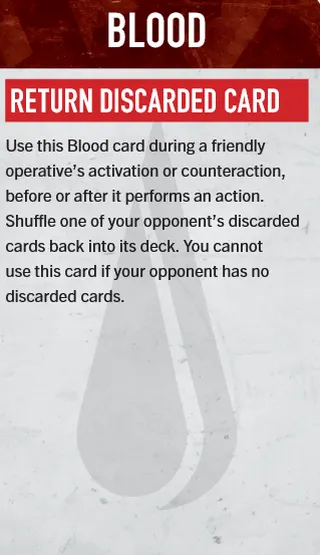 BLOOD
RETURN DISCARDED CARD
Use this Blood card during a friendly
operative’s activation or counteraction,
before or after it performs an action.
Shuffle one of your opponent’s discarded
cards back into its deck. You cannot
use this card if your opponent has no
discarded cards.